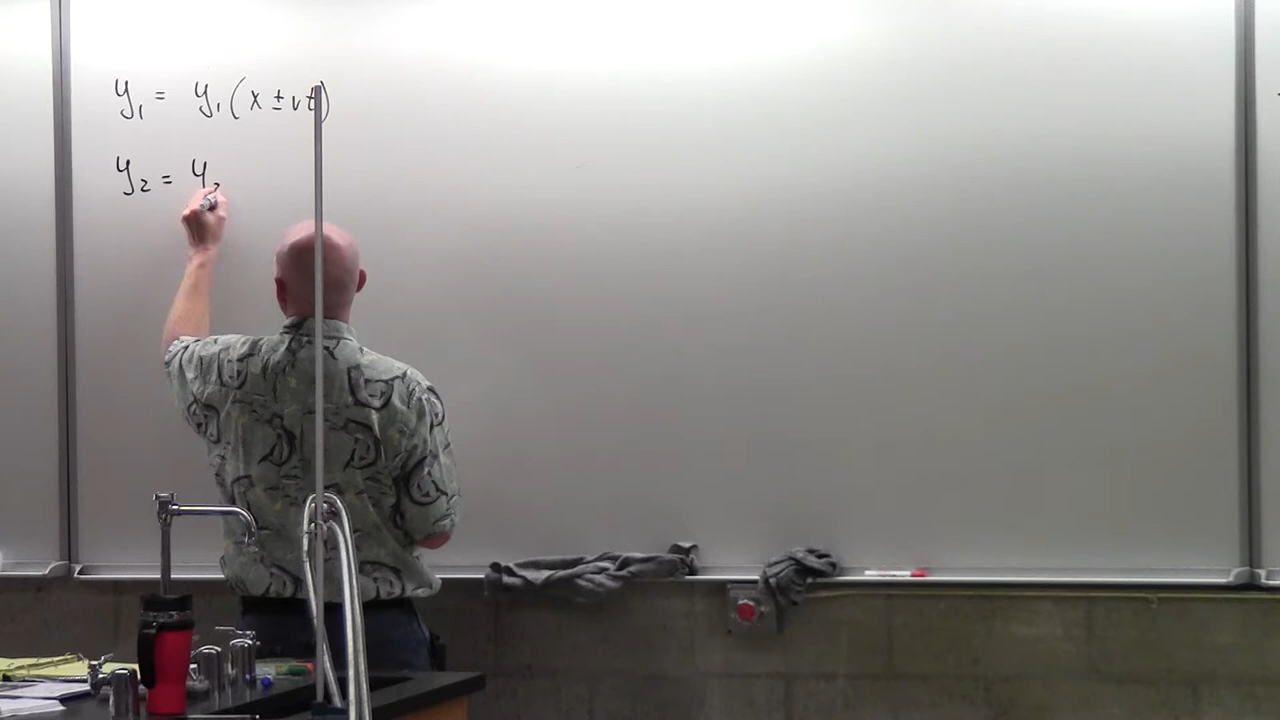 y₁ = y₁(x ± vt)
y₂ = y₂